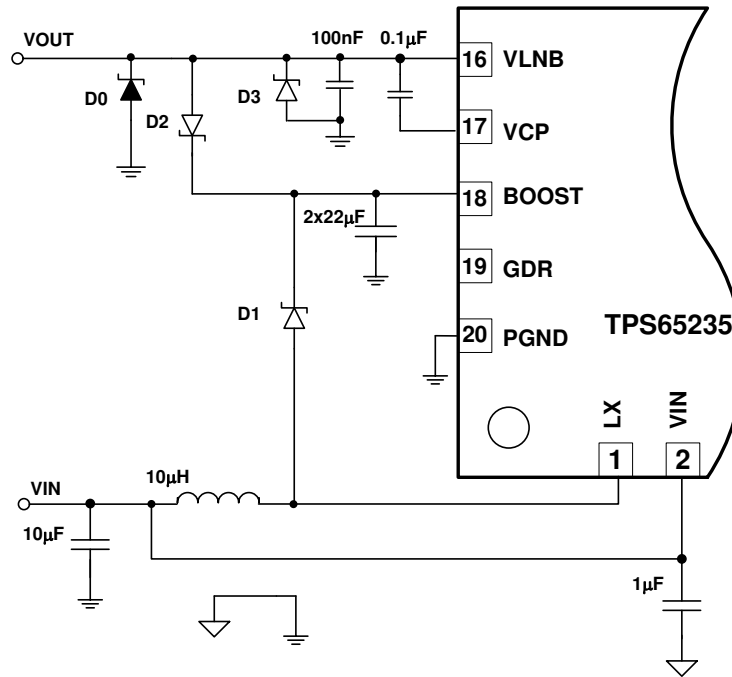 VOUT
100nF
0.1μF
16 VLNB
D0
D2
D3
17 VCP
18 BOOST
2x22μF
19 GDR
D1
20 PGND
TPS65235
LX
VIN
1
2
VIN
10μH
10μF
1μF